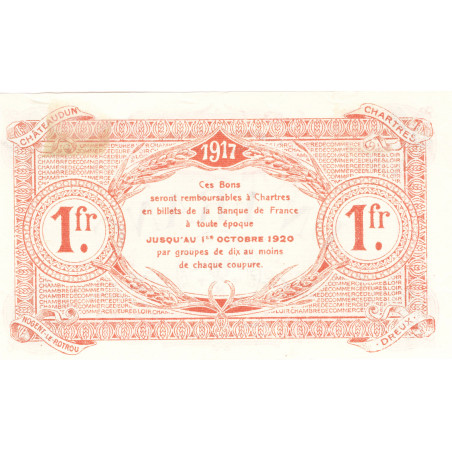 CHÂTEAUDUN
CHARTRES
1917
Ces Bons
seront remboursables à Chartres
en billets de la Banque de France
à toute époque
JUSQU'AU 1ER OCTOBRE 1920
par groupes de dix au moins
de chaque coupure.
1fr.
1fr.
NOGENT-LE-ROTROU
DREUX